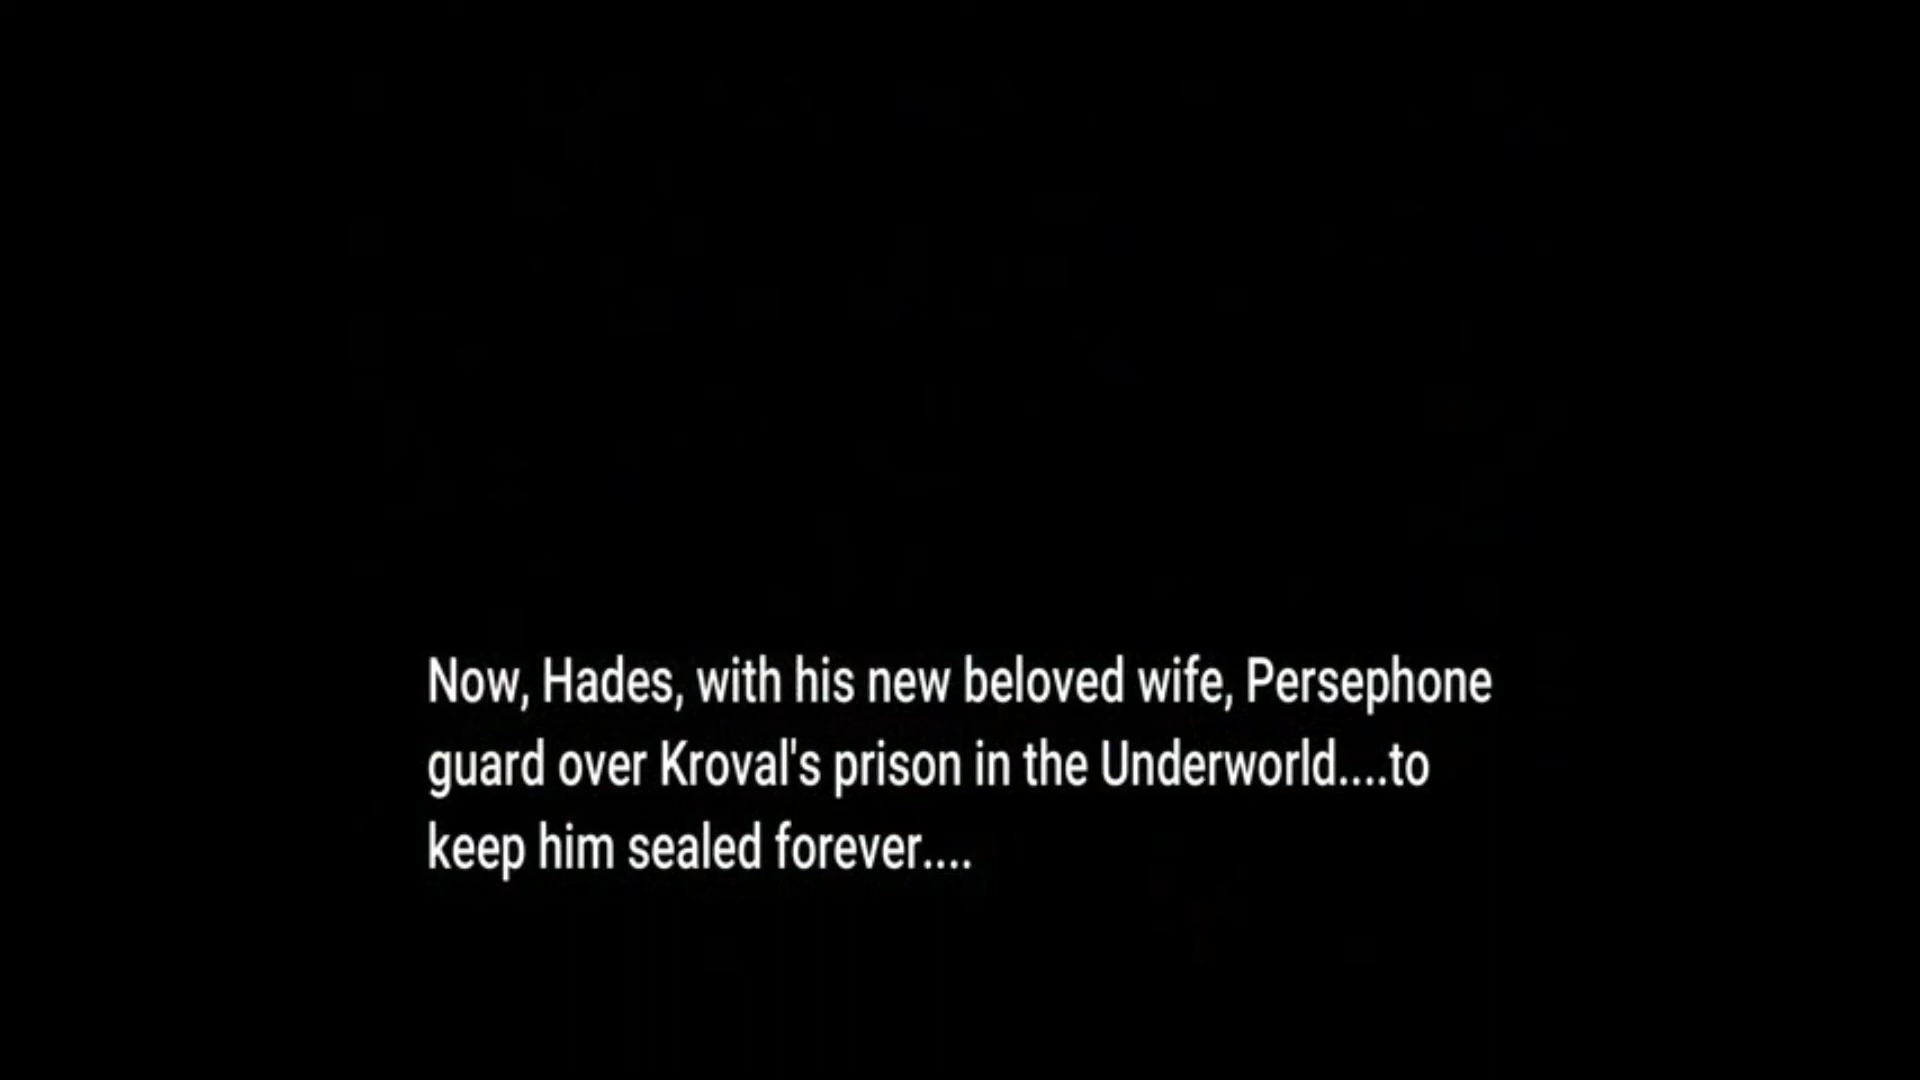 Now, Hades, with his new beloved wife, Persephone
guard over Kroval's prison in the Underworld....to
keep him sealed forever....